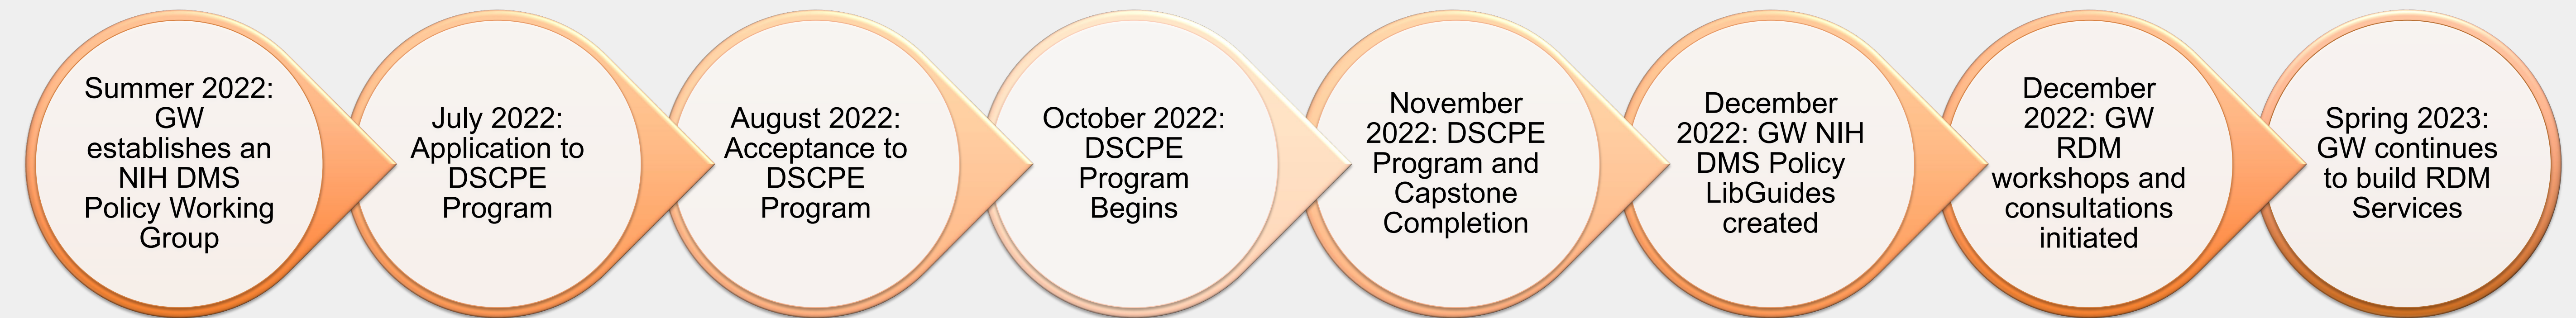 Summer 2022:
GW
establishes an
NIH DMS
Policy Working
Group
July 2022:
Application to
DSCPE
Program
August 2022:
Acceptance to
DSCPE
Program
October 2022:
DSCPE
Program
Begins
November
2022: DSCPE
Program and
Capstone
Completion
December
2022: GW NIH
DMS Policy
LibGuides
created
December
2022: GW
RDM
workshops and
consultations
initiated
Spring 2023:
GW continues
to build RDM
Services